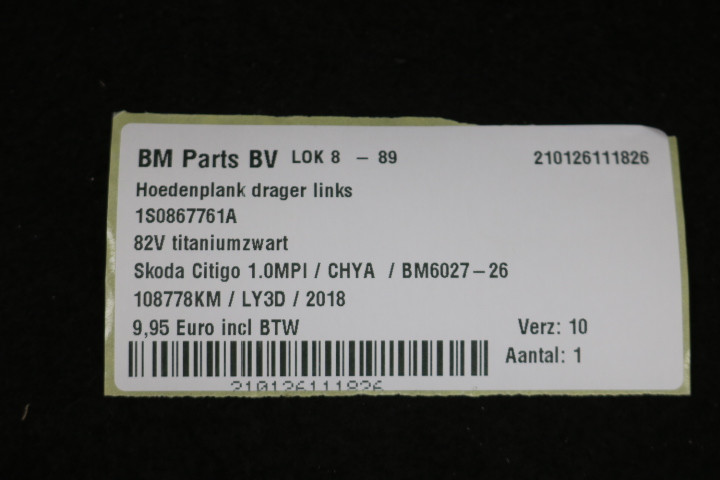 BM Parts BV LOK 8 – 89 210126111826
Hoedenplank drager links
1S0867761A
82V titaniumzwart
Skoda Citigo 1.0MPI / CHYA / BM6027–26
108778KM / LY3D / 2018
9,95 Euro incl BTW Verz: 10
Aantal: 1
210126111826